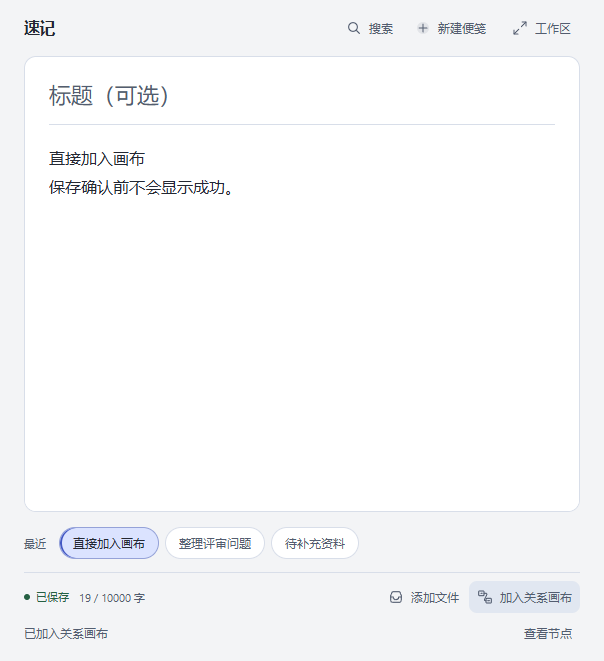 速记 搜索 新建便笺 工作区
标题（可选）
直接加入画布
保存确认前不会显示成功。
最近 直接加入画布 整理评审问题 待补充资料
已保存 19 / 10000 字 添加文件 加入关系画布
已加入关系画布 查看节点